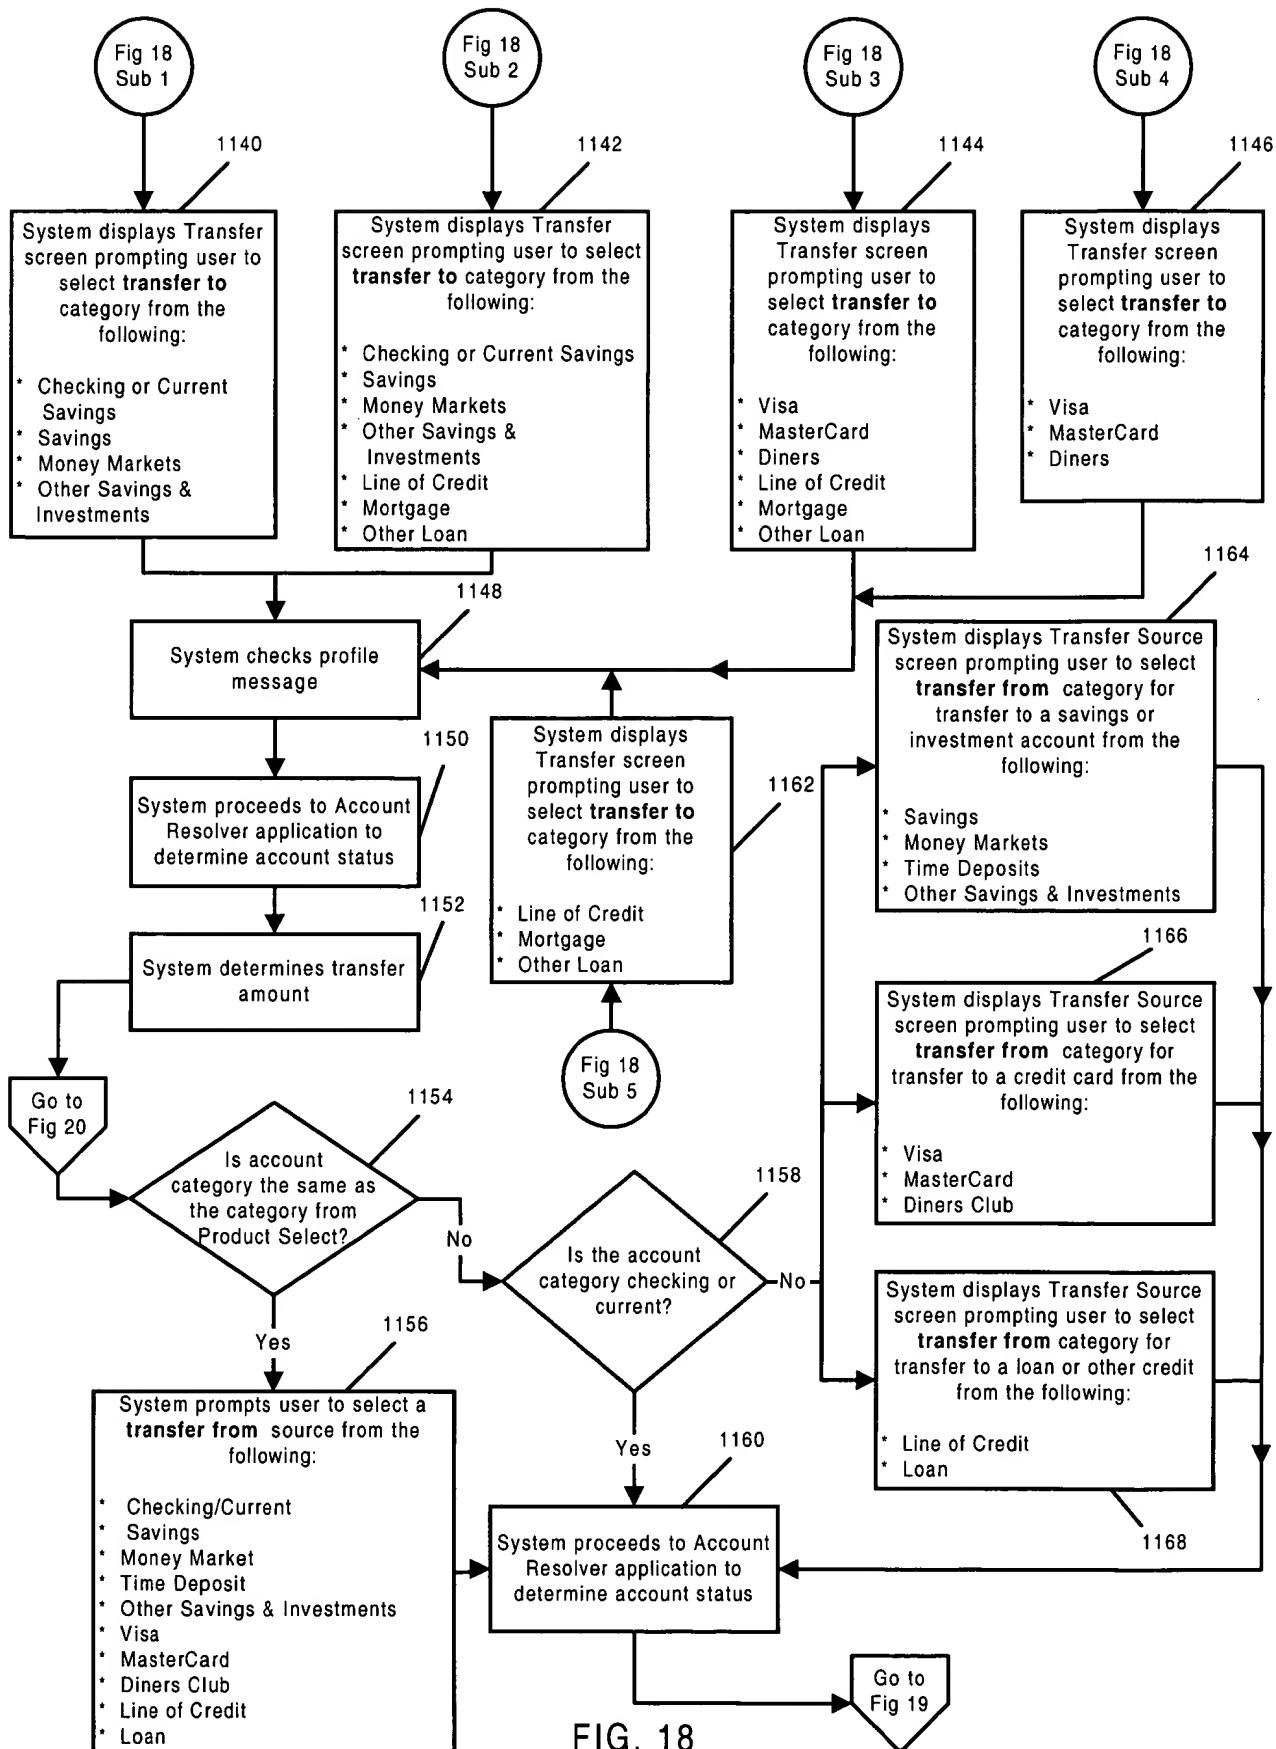 Fig 18
Sub 1
Fig 18
Sub 2
Fig 18
Sub 3
Fig 18
Sub 4
1140
1142
1144
1146
System displays Transfer
screen prompting user to
select transfer to
category from the
following:
* Checking or Current
Savings
* Savings
* Money Markets
* Other Savings &
Investments
System displays Transfer
screen prompting user to select
transfer to category from the
following:
* Checking or Current Savings
* Savings
* Money Markets
* Other Savings &
Investments
* Line of Credit
* Mortgage
* Other Loan
System displays
Transfer screen
prompting user to
select transfer to
category from the
following:
* Visa
* MasterCard
* Diners
* Line of Credit
* Mortgage
* Other Loan
System displays
Transfer screen
prompting user to
select transfer to
category from the
following:
* Visa
* MasterCard
* Diners
1148
System checks profile
message
1150
System proceeds to Account
Resolver application to
determine account status
1152
System determines transfer
amount
Go to
Fig 20
1162
System displays
Transfer screen
prompting user to
select transfer to
category from the
following:
* Line of Credit
* Mortgage
* Other Loan
Fig 18
Sub 5
1164
System displays Transfer Source
screen prompting user to select
transfer from category for
transfer to a savings or
investment account from the
following:
* Savings
* Money Markets
* Time Deposits
* Other Savings & Investments
1166
System displays Transfer Source
screen prompting user to select
transfer from category for
transfer to a credit card from the
following:
* Visa
* MasterCard
* Diners Club
System displays Transfer Source
screen prompting user to select
transfer from category for
transfer to a loan or other credit
from the following:
* Line of Credit
* Loan
1168
1154
Is account
category the same as
the category from
Product Select?
No
Yes
1158
Is the account
category checking or
current?
No
Yes
1156
System prompts user to select a
transfer from source from the
following:
* Checking/Current
* Savings
* Money Market
* Time Deposit
* Other Savings & Investments
* Visa
* MasterCard
* Diners Club
* Line of Credit
* Loan
1160
System proceeds to Account
Resolver application to
determine account status
Go to
Fig 19
FIG. 18